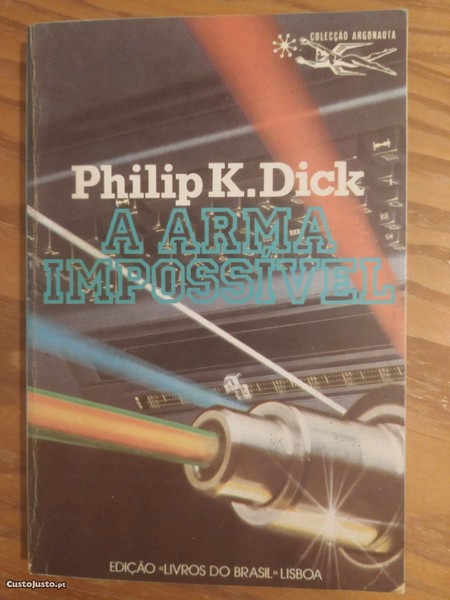 COLECÇÃO ARGONAUTA
Philip K. Dick
A ARMA
IMPOSSÍVEL
EDIÇÃO «LIVROS DO BRASIL» LISBOA
CustoJusto.pt